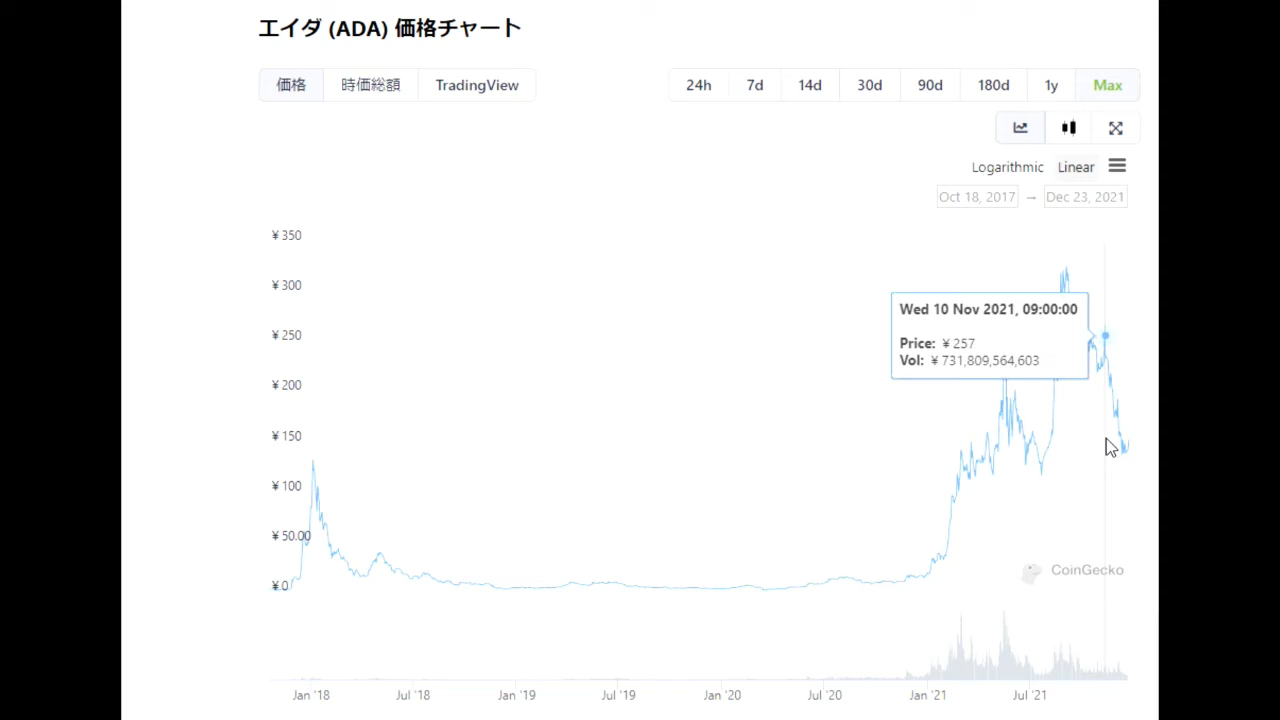 エイダ (ADA) 価格チャート
価格 時価総額 TradingView 24h 7d 14d 30d 90d 180d 1y Max
Logarithmic Linear
Oct 18, 2017 → Dec 23, 2021
¥350
¥300
Wed 10 Nov 2021, 09:00:00
¥250
Price: ¥257
Vol: ¥731,809,564,603
¥200
¥150
¥100
¥50.00
CoinGecko
¥0
Jan '18 Jul '18 Jan '19 Jul '19 Jan '20 Jul '20 Jan '21 Jul '21